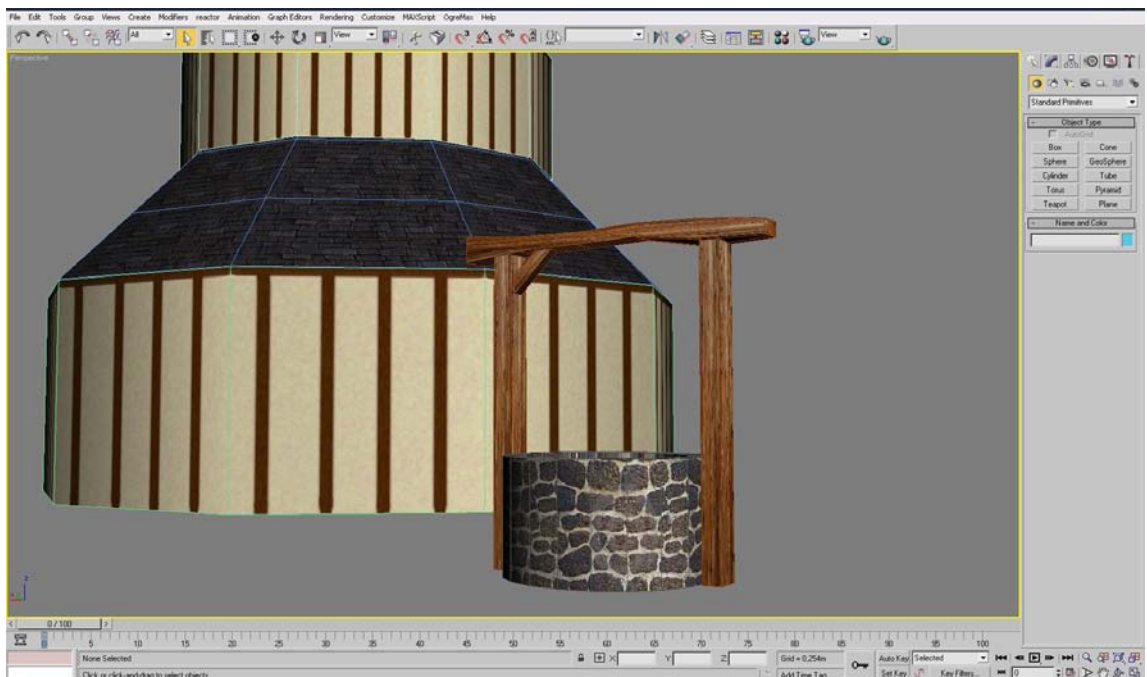 File Edit Tools Group Views Create Modifiers reactor Animation Graph Editors Rendering Customize MAXScript OgreMax Help
All View View
Perspective
Standard Primitives
- Object Type
AutoGrid
Box Cone
Sphere GeoSphere
Cylinder Tube
Torus Pyramid
Teapot Plane
- Name and Color
z
< 0 / 100 >
0 5 10 15 20 25 30 35 40 45 50 55 60 65 70 75 80 85 90 95 100
None Selected X Y Z Grid = 0,254m Auto Key Selected
Click or click-and-drag to select objects Add Time Tag Set Key Key Filters... 0